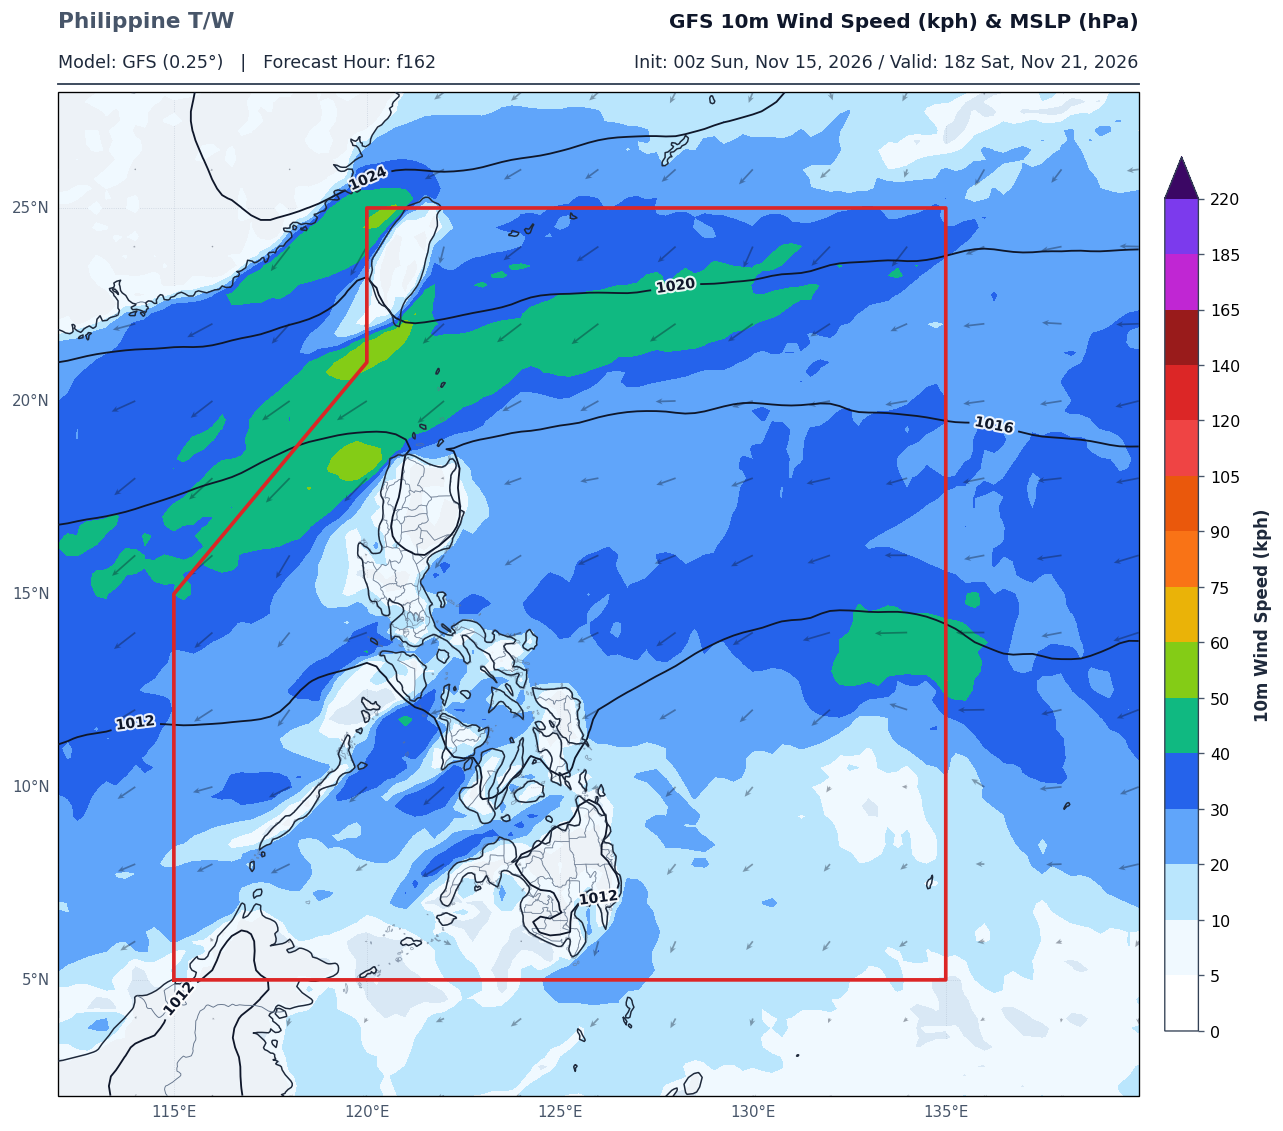 Philippine T/W
GFS 10m Wind Speed (kph) & MSLP (hPa)
Model: GFS (0.25°)   |   Forecast Hour: f162
Init: 00z Sun, Nov 15, 2026 / Valid: 18z Sat, Nov 21, 2026
1024
25°N
1020
20°N
1016
15°N
1012
10°N
1012
5°N
1012
115°E
120°E
125°E
130°E
135°E
220
185
165
140
120
105
90
75
60
50
40
30
20
10
5
0
10m Wind Speed (kph)